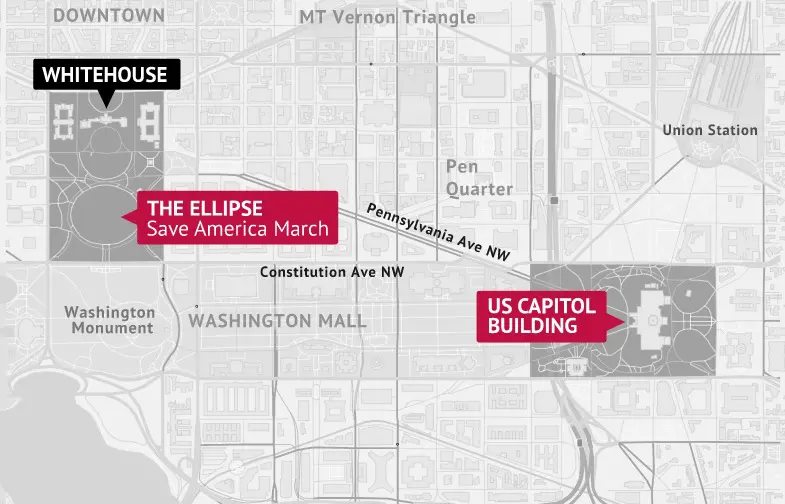 DOWNTOWN
MT Vernon Triangle
WHITEHOUSE
Union Station
Pen
Quarter
THE ELLIPSE
Save America March
Pennsylvania Ave NW
Constitution Ave NW
Washington
Monument
WASHINGTON MALL
US CAPITOL
BUILDING